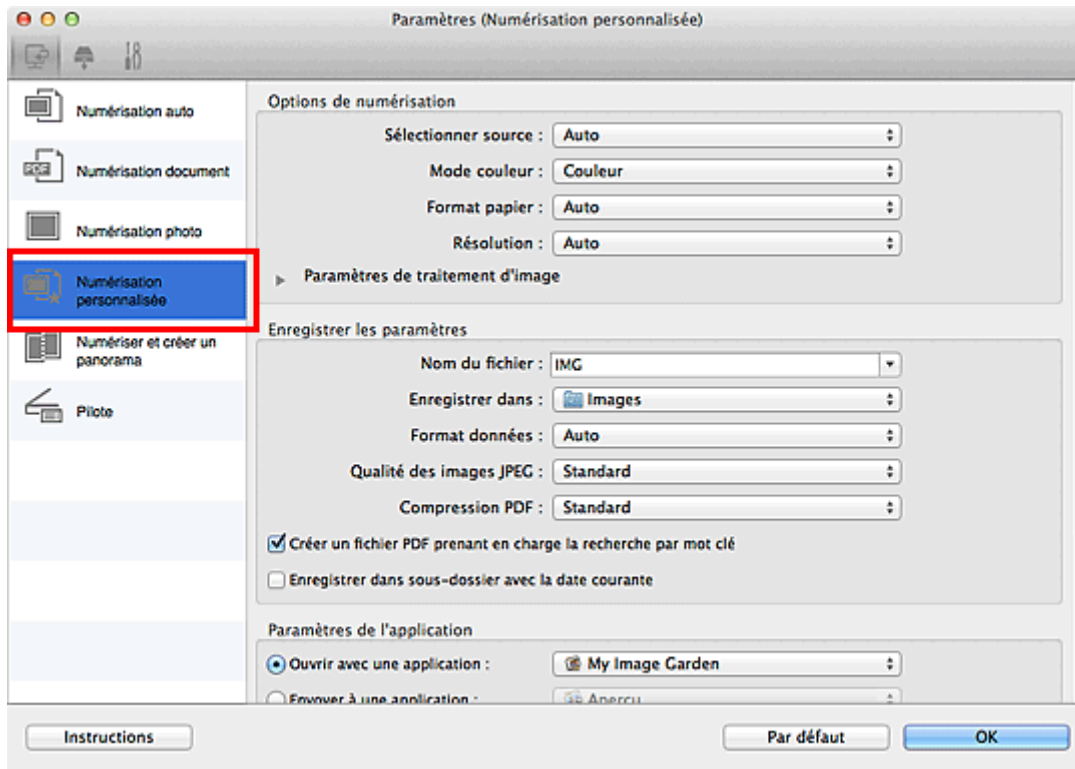 Paramètres (Numérisation personnalisée)
Numérisation auto
Numérisation document
Numérisation photo
Numérisation
personnalisée
Numériser et créer un
panorama
Pilote
Options de numérisation
Sélectionner source : Auto
Mode couleur : Couleur
Format papier : Auto
Résolution : Auto
Paramètres de traitement d'image
Enregistrer les paramètres
Nom du fichier : IMG
Enregistrer dans : Images
Format données : Auto
Qualité des images JPEG : Standard
Compression PDF : Standard
Créer un fichier PDF prenant en charge la recherche par mot clé
Enregistrer dans sous-dossier avec la date courante
Paramètres de l'application
Ouvrir avec une application : My Image Garden
Envoyer à une application : Aperçu
Instructions
Par défaut
OK